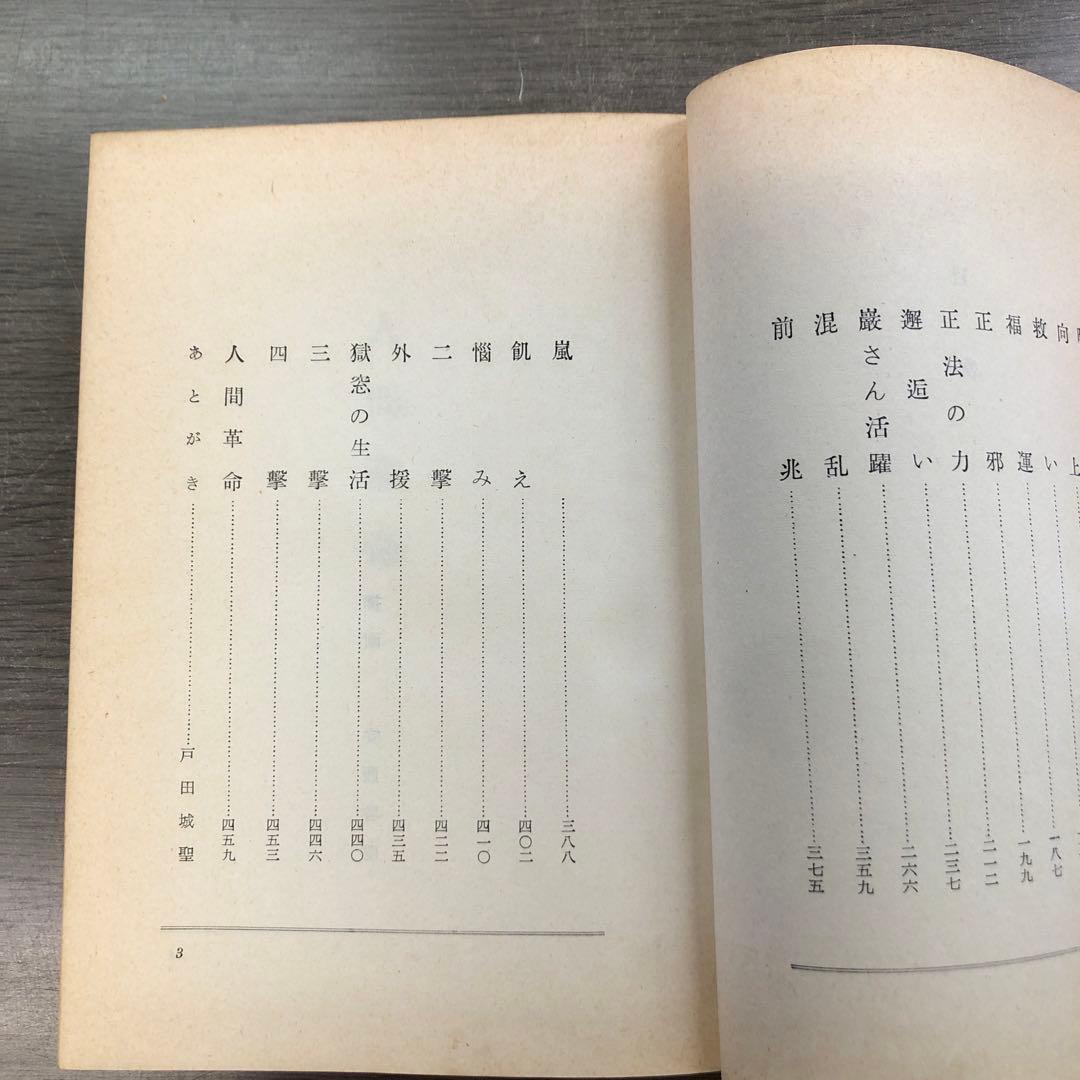 向上
救い
福運……一八七
正邪……一九九
正法の力……二一二
邂逅い……二三七
巌さん活躍……二六六
混乱……三五九
前兆……三七五
嵐……三八八
飢え……四〇二
悩み……四一〇
二擊……四二二
外援……四三五
獄窓の生活……四四〇
三擊……四四六
四擊……四五三
人間革命……四五九
あとがき……戸田城聖
3